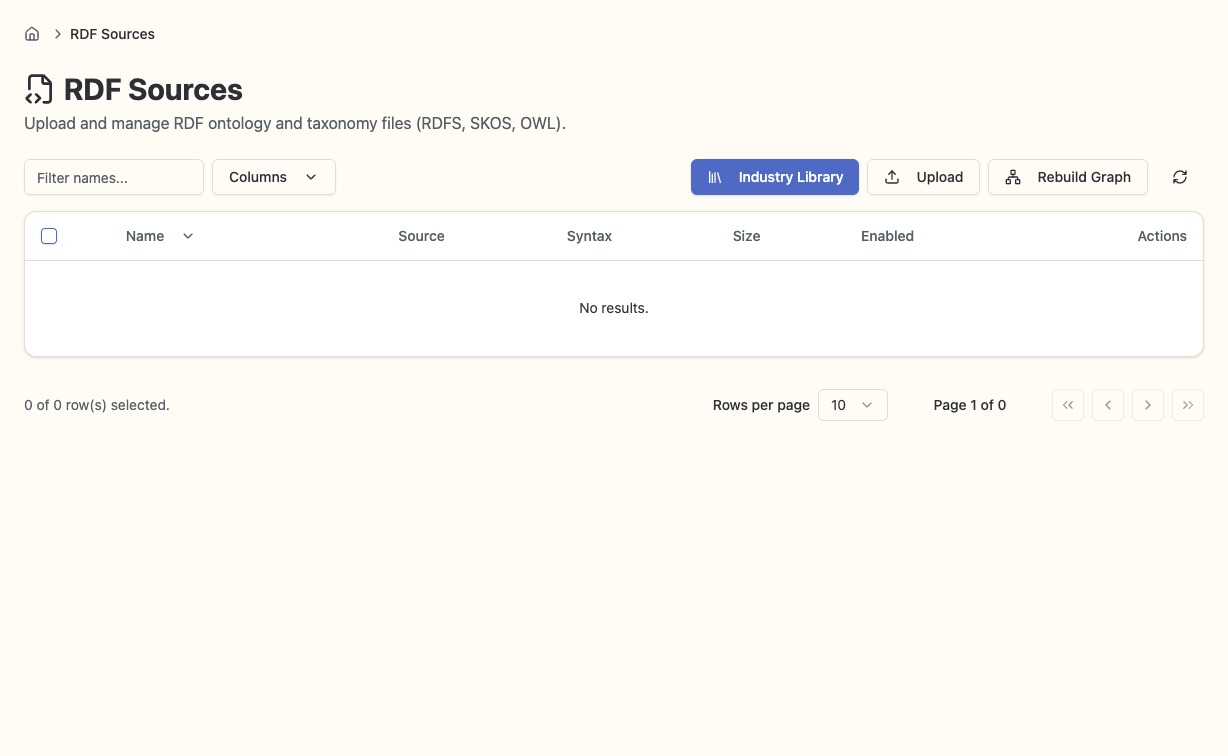 RDF Sources
RDF Sources
Upload and manage RDF ontology and taxonomy files (RDFS, SKOS, OWL).
Filter names...
Columns
Industry Library
Upload
Rebuild Graph
Name
Source
Syntax
Size
Enabled
Actions
No results.
0 of 0 row(s) selected.
Rows per page
10
Page 1 of 0